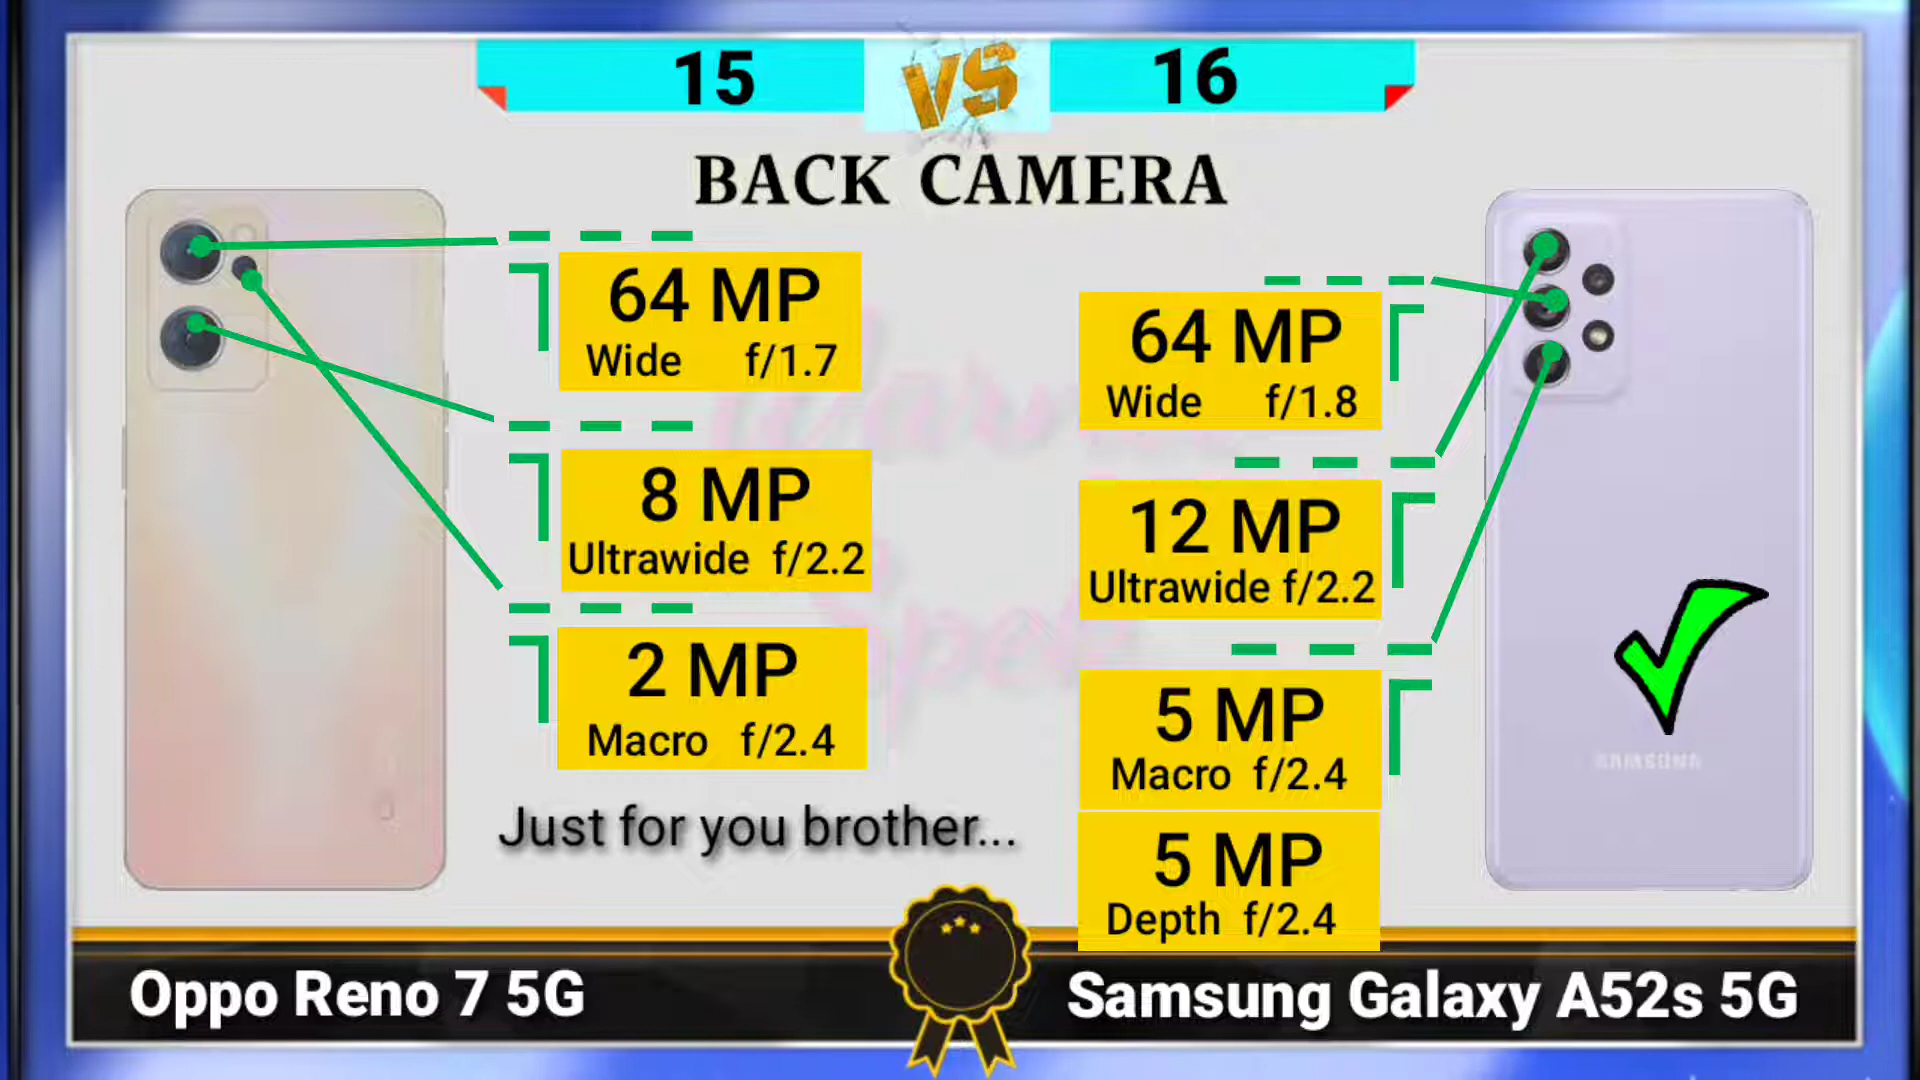 15 VS 16
BACK CAMERA
64 MP
Wide f/1.7
8 MP
Ultrawide f/2.2
2 MP
Macro f/2.4
Just for you brother...
64 MP
Wide f/1.8
12 MP
Ultrawide f/2.2
5 MP
Macro f/2.4
5 MP
Depth f/2.4
SAMSUNG
Oppo Reno 7 5G
Samsung Galaxy A52s 5G